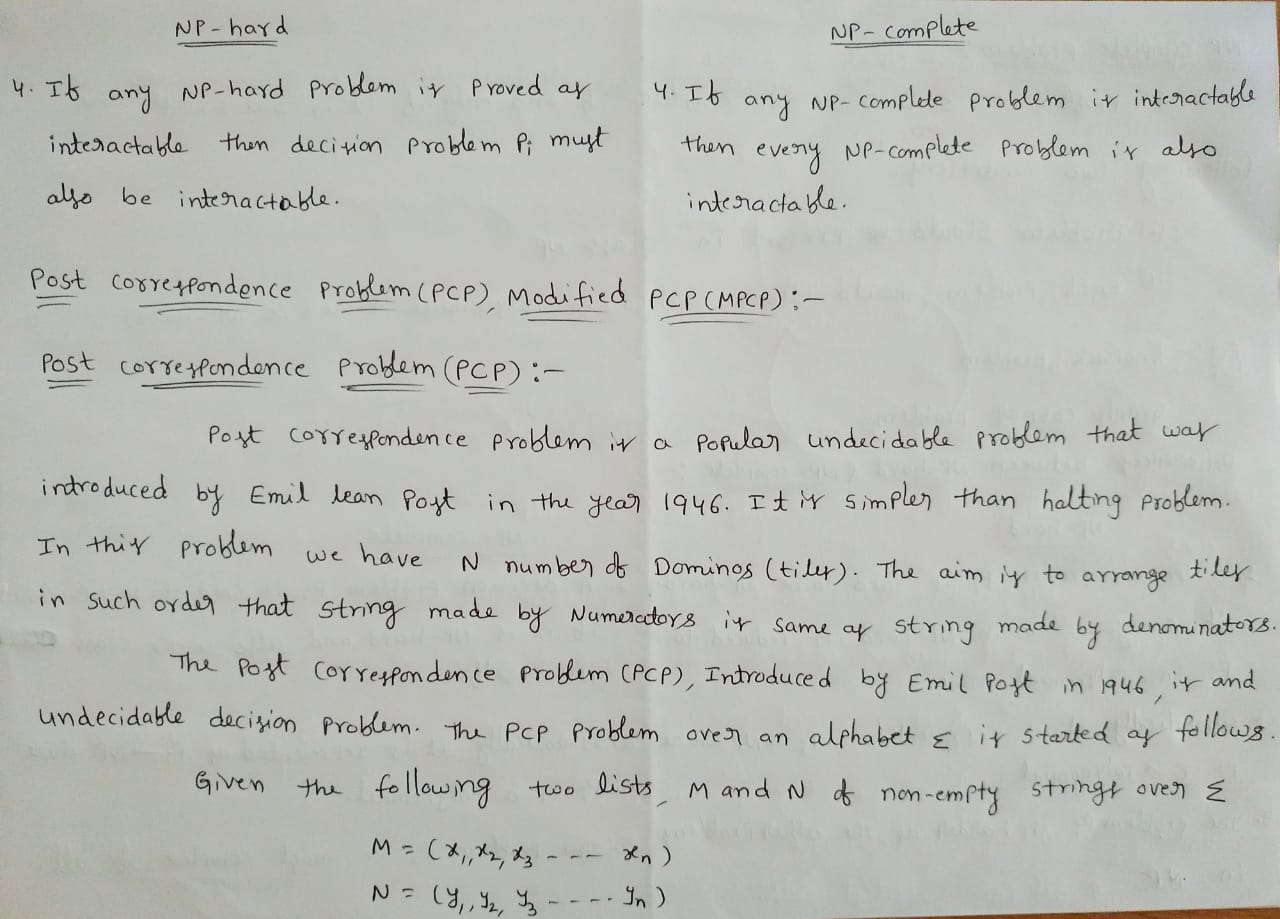 NP-hard
4. If any NP-hard problem is proved as
interactable then decision problem Pi must
also be interactable.
NP-complete
4. If any NP-complete problem is interactable
then every NP-complete problem is also
interactable.
Post correspondence problem (PCP), Modified PCP (MPCP) :-
Post correspondence problem (PCP) :-
Post correspondence problem is a popular undecidable problem that was
introduced by Emil lean Post in the year 1946. It is simpler than halting problem.
In this problem we have N number of Dominos (tiles). The aim is to arrange tiles
in such order that string made by Numerators is same as string made by denominators.
The Post Correspondence problem (PCP), Introduced by Emil Post in 1946, is and
undecidable decision problem. The PCP problem over an alphabet Σ is started as follows.
Given the following two lists, M and N of non-empty strings over Σ
M = (x₁, x₂, x₃ - - - xn)
N = (y₁, y₂, y₃ - - - - yn)